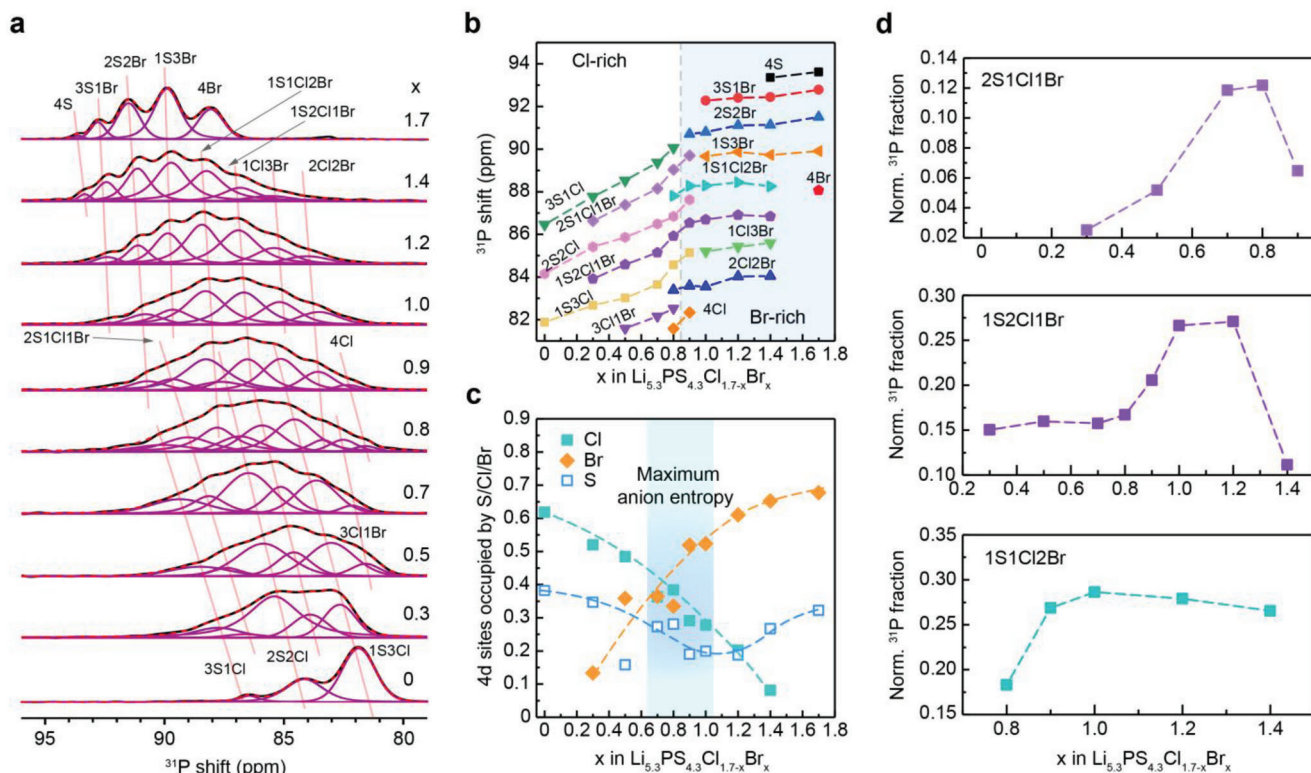 a
4S
3S1Br
2S2Br
1S3Br
4Br
1S1Cl2Br
1S2Cl1Br
x
1.7
1Cl3Br
2Cl2Br
1.4
1.2
1.0
2S1Cl1Br
4Cl
0.9
0.8
0.7
3Cl1Br
0.5
0.3
3S1Cl
2S2Cl
1S3Cl
0
95 90 85 80
³¹P shift (ppm)
b
Cl-rich
4S
3S1Br
2S2Br
1S3Br
1S1Cl2Br
4Br
3S1Cl
2S1Cl1Br
2S2Cl
1S2Cl1Br
1Cl3Br
2Cl2Br
1S3Cl
3Cl1Br
4Cl
Br-rich
94
92
90
88
86
84
82
³¹P shift (ppm)
0 0.2 0.4 0.6 0.8 1.0 1.2 1.4 1.6 1.8
x in Li₅.₃PS₄.₃Cl₁.₇₋ₓBrₓ
c
Cl
Br
S
Maximum
anion entropy
0.9
0.8
0.7
0.6
0.5
0.4
0.3
0.2
0.1
0
4d sites occupied by S/Cl/Br
0.0 0.2 0.4 0.6 0.8 1.0 1.2 1.4 1.6 1.8
x in Li₅.₃PS₄.₃Cl₁.₇₋ₓBrₓ
d
2S1Cl1Br
0.14
0.12
0.10
0.08
0.06
0.04
0.02
Norm. ³¹P fraction
0 0.2 0.4 0.6 0.8
1S2Cl1Br
0.30
0.25
0.20
0.15
0.10
Norm. ³¹P fraction
0.2 0.4 0.6 0.8 1.0 1.2 1.4
1S1Cl2Br
0.35
0.30
0.25
0.20
0.15
Norm. ³¹P fraction
0.8 1.0 1.2 1.4
x in Li₅.₃PS₄.₃Cl₁.₇₋ₓBrₓ